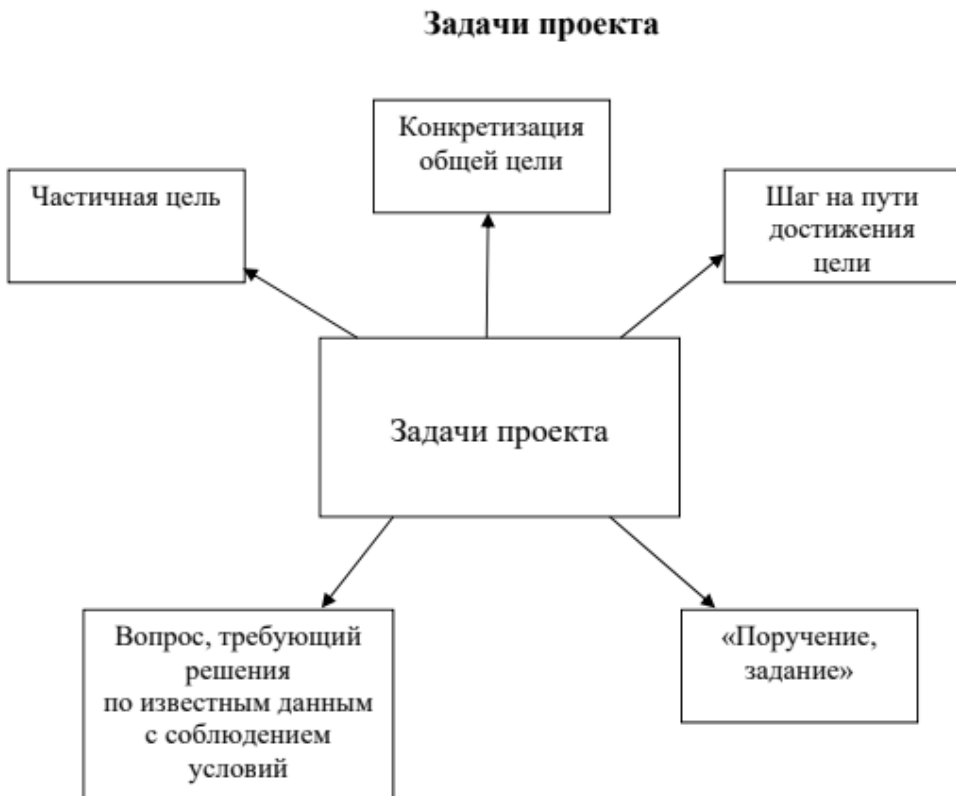 Задачи проекта
Конкретизация
общей цели
Частичная цель
Шаг на пути
достижения
цели
Задачи проекта
Вопрос, требующий
решения
по известным данным
с соблюдением
условий
«Поручение,
задание»